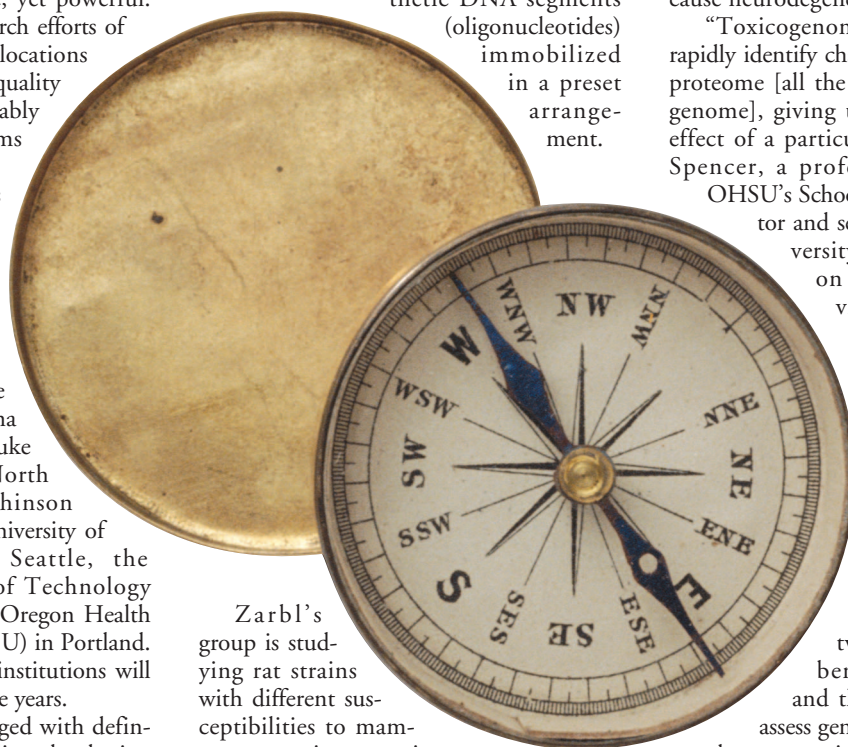 , yet powerful.
rch efforts of
locations
quality
ably
ms
s
e
na
uke
North
hinson
niversity of
Seattle, the
of Technology
Oregon Health
U) in Portland.
institutions will
e years.
ged with defin-
thetic DNA segments
(oligonucleotides)
immobilized
in a preset
arrange-
ment.
Zarbl's
group is stud-
ying rat strains
with different sus-
ceptibilities to mam-
cause neurodegene
“Toxicogenom
rapidly identify ch
proteome [all the
genome], giving u
effect of a particu
Spencer, a profe
OHSU's Schoo
tor and se
versity
on
v
tw
ber
and th
assess gen
NW
NNW
NNE
NE
ENE
E
ESE
SE
SES
S
SSW
SW
WSW
W
WNW